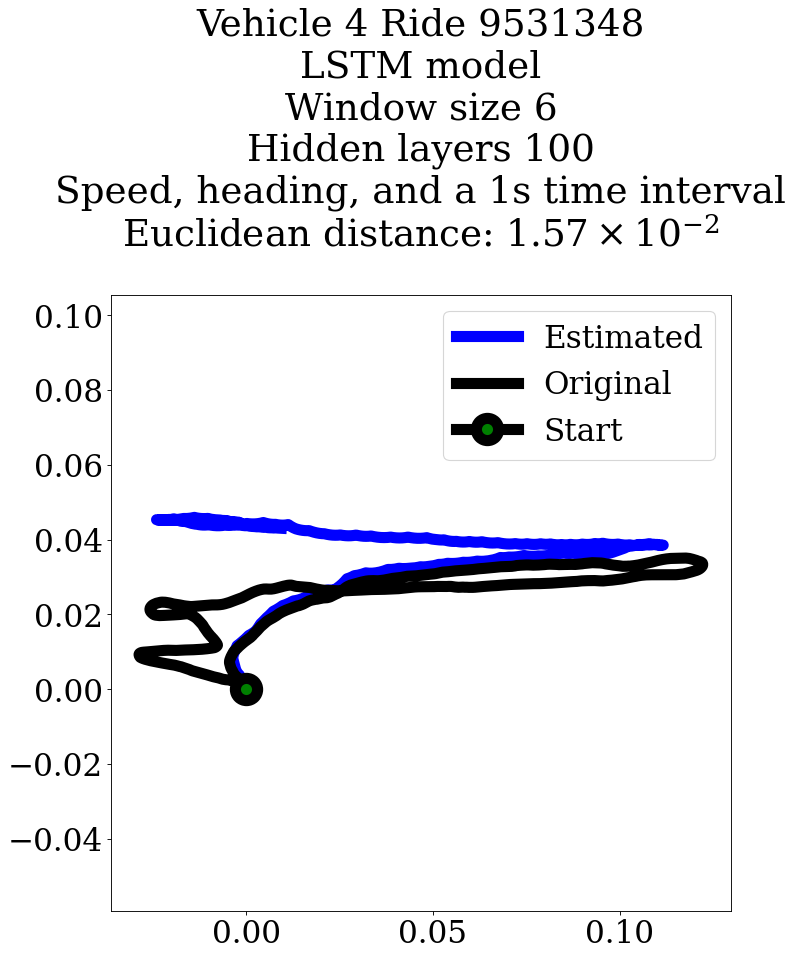 Vehicle 4 Ride 9531348
LSTM model
Window size 6
Hidden layers 100
Speed, heading, and a 1s time interval
Euclidean distance: 1.57 × 10⁻²
Estimated
Original
Start
0.10
0.08
0.06
0.04
0.02
0.00
−0.02
−0.04
0.00 0.05 0.10